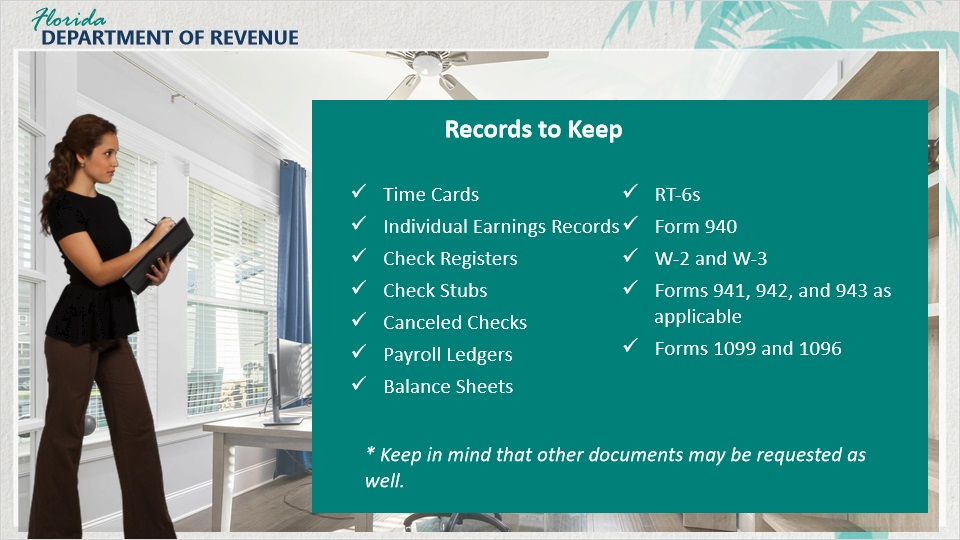 Florida
DEPARTMENT OF REVENUE
Records to Keep
✓ Time Cards
✓ Individual Earnings Records
✓ Check Registers
✓ Check Stubs
✓ Canceled Checks
✓ Payroll Ledgers
✓ Balance Sheets
✓ RT-6s
✓ Form 940
✓ W-2 and W-3
✓ Forms 941, 942, and 943 as
applicable
✓ Forms 1099 and 1096
* Keep in mind that other documents may be requested as
well.